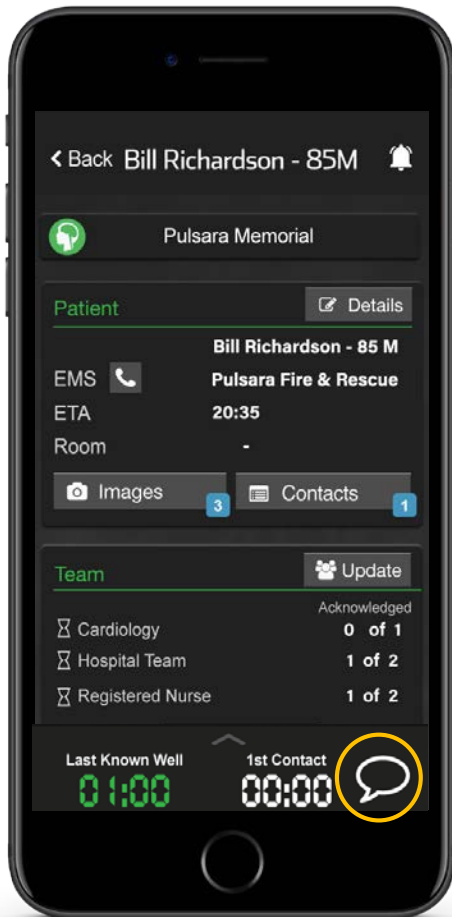 Back Bill Richardson - 85M
Pulsara Memorial
Patient Details
Bill Richardson - 85 M
EMS Pulsara Fire & Rescue
ETA 20:35
Room -
Images 3 Contacts 1
Team Update
Acknowledged
Cardiology 0 of 1
Hospital Team 1 of 2
Registered Nurse 1 of 2
Last Known Well 1st Contact
01:00 00:00